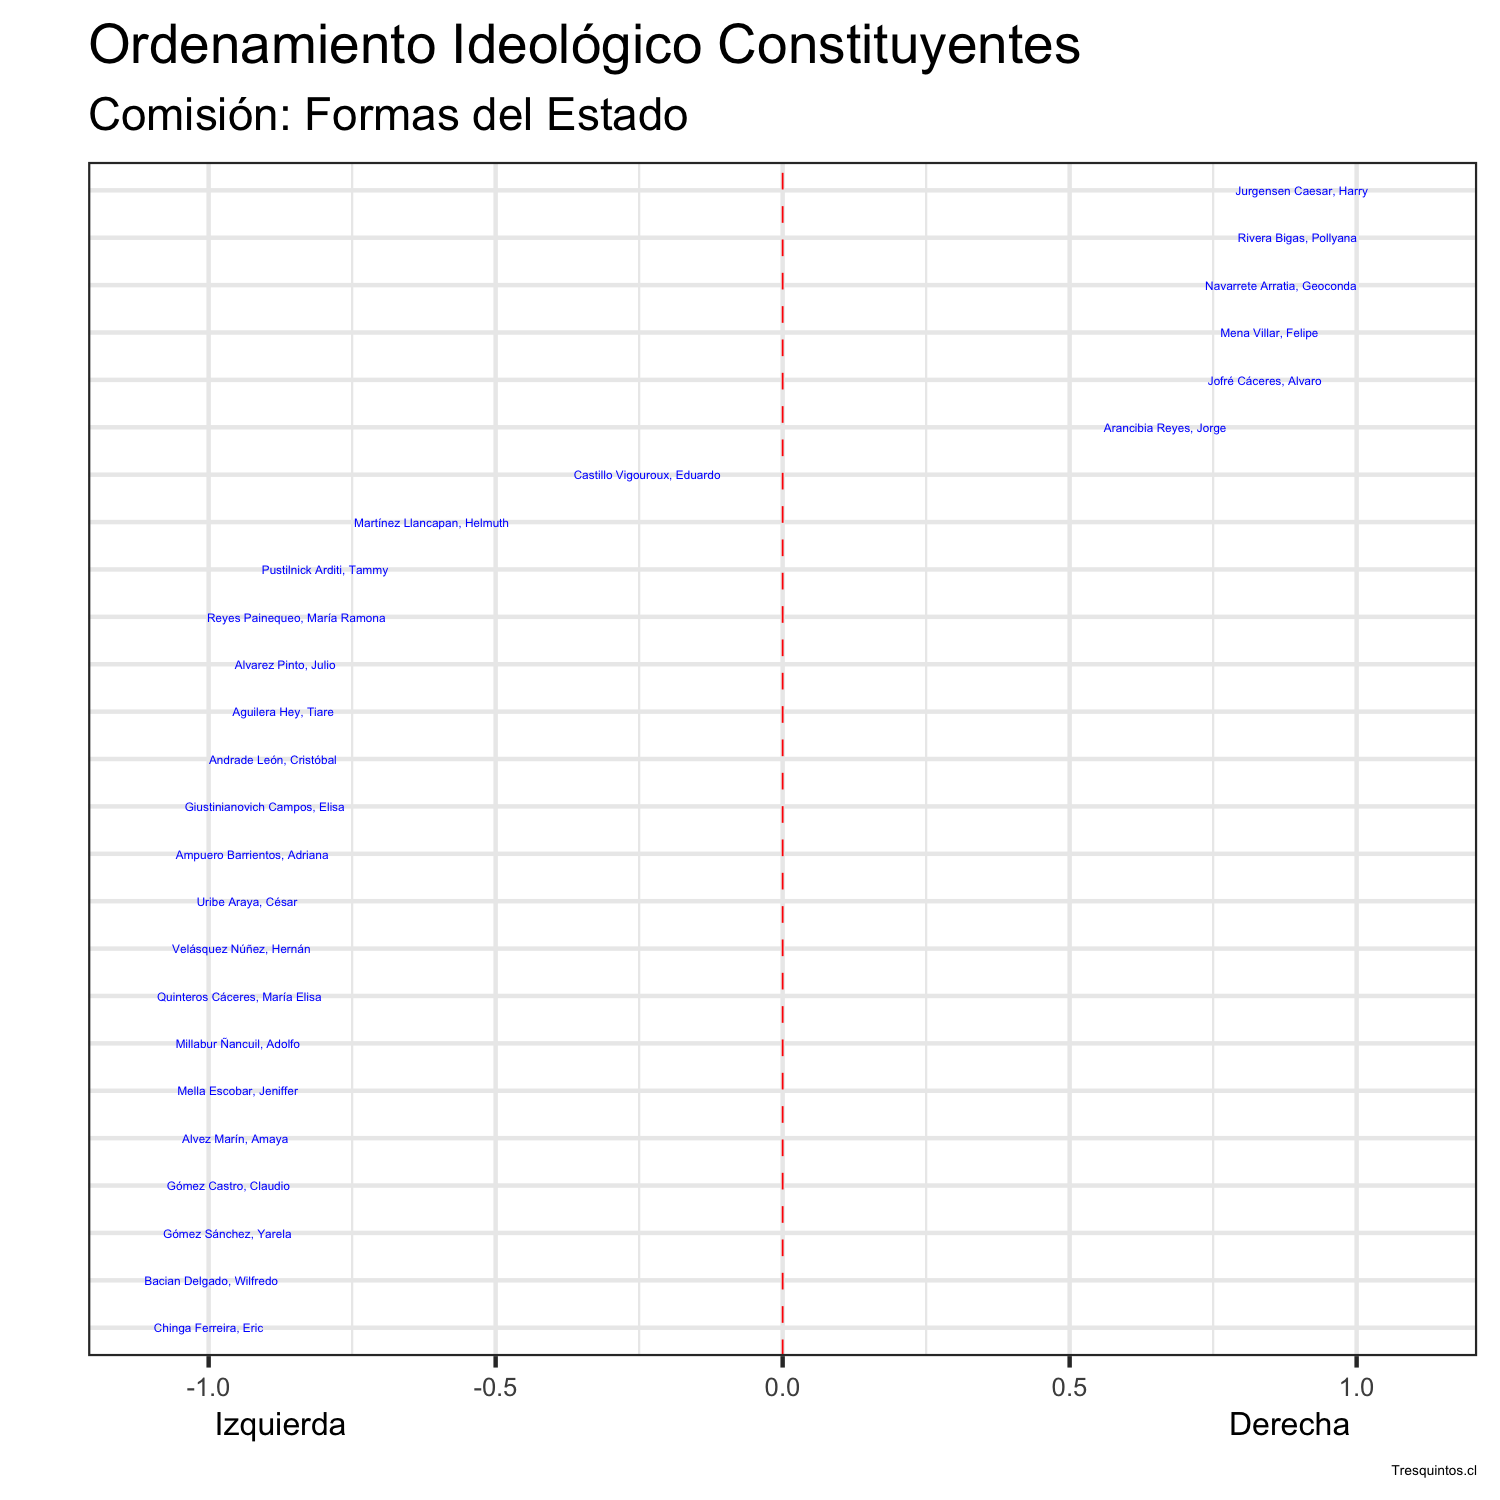 Ordenamiento Ideológico Constituyentes
Comisión: Formas del Estado
Jurgensen Caesar, Harry
Rivera Bigas, Pollyana
Navarrete Arratia, Geoconda
Mena Villar, Felipe
Jofré Cáceres, Alvaro
Arancibia Reyes, Jorge
Castillo Vigouroux, Eduardo
Martínez Llancapan, Helmuth
Pustilnick Arditi, Tammy
Reyes Painequeo, María Ramona
Alvarez Pinto, Julio
Aguilera Hey, Tiare
Andrade León, Cristóbal
Giustinianovich Campos, Elisa
Ampuero Barrientos, Adriana
Uribe Araya, César
Velásquez Núñez, Hernán
Quinteros Cáceres, María Elisa
Millabur Ñancuil, Adolfo
Mella Escobar, Jeniffer
Alvez Marín, Amaya
Gómez Castro, Claudio
Gómez Sánchez, Yarela
Bacian Delgado, Wilfredo
Chinga Ferreira, Eric
-1.0 -0.5 0.0 0.5 1.0
Izquierda Derecha
Tresquintos.cl